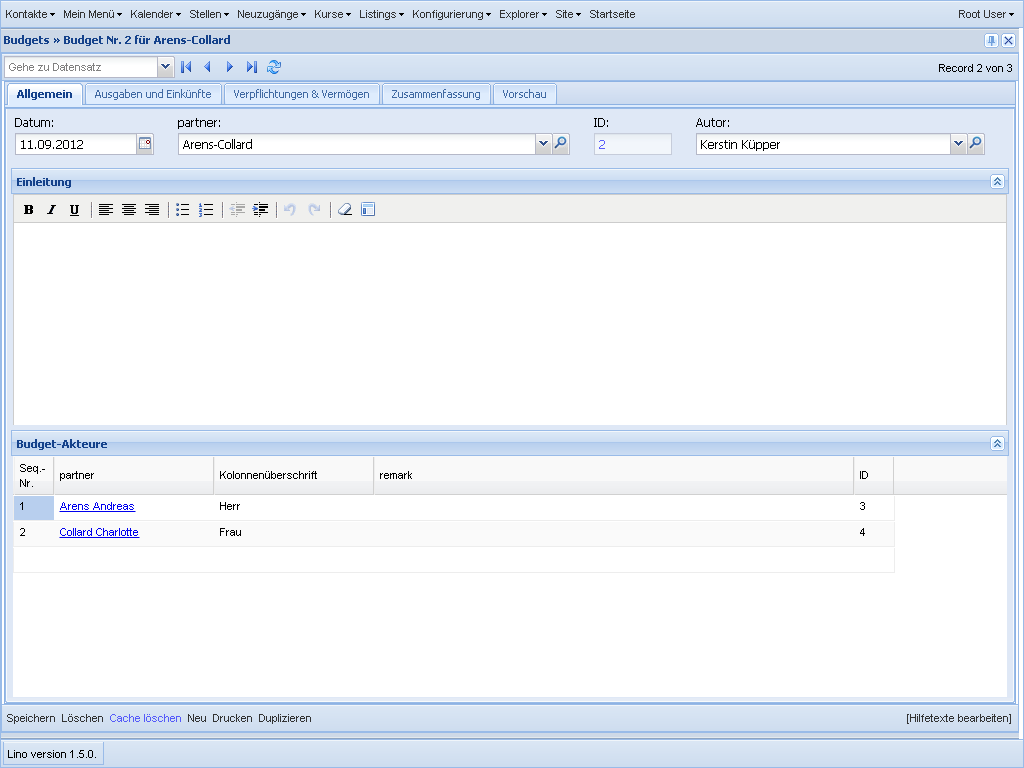 Kontakte Mein Menü Kalender Stellen Neuzugänge Kurse Listings Konfigurierung Explorer Site Startseite Root User
Budgets » Budget Nr. 2 für Arens-Collard
Gehe zu Datensatz Record 2 von 3
Allgemein Ausgaben und Einkünfte Verpflichtungen & Vermögen Zusammenfassung Vorschau
Datum: partner: ID: Autor:
11.09.2012 Arens-Collard 2 Kerstin Küpper
Einleitung
B I U
Budget-Akteure
Seq.-
Nr. partner Kolonnenüberschrift remark ID
1 Arens Andreas Herr 3
2 Collard Charlotte Frau 4
Speichern Löschen Cache löschen Neu Drucken Duplizieren [Hilfetexte bearbeiten]
Lino version 1.5.0.